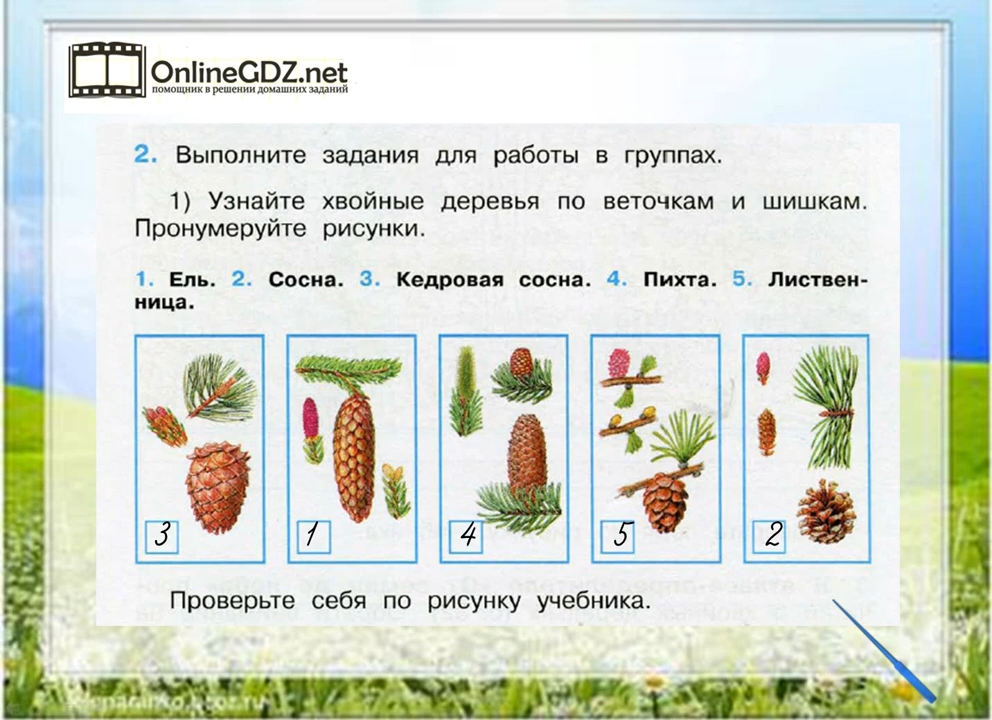 OnlineGDZ.net
помощник в решении домашних заданий
2. Выполните задания для работы в группах.
1) Узнайте хвойные деревья по веточкам и шишкам.
Пронумеруйте рисунки.
1. Ель. 2. Сосна. 3. Кедровая сосна. 4. Пихта. 5. Листвен-
ница.
3 1 4 5 2
Проверьте себя по рисунку учебника.